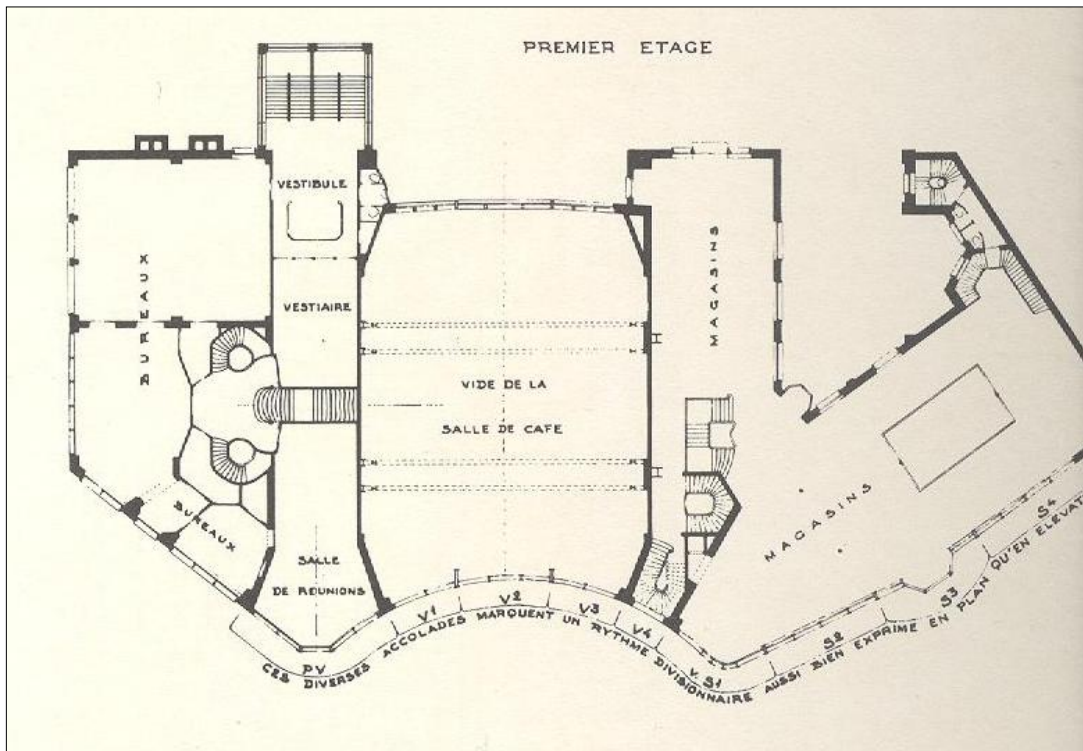 PREMIER ETAGE
VESTIBULE
BUREAUX
MAGASINS
VESTIAIRE
VIDE DE LA
SALLE DE CAFE
BUREAUX
MAGASINS
SALLE
DE REUNIONS
PV
V1
V2
V3
V4
V. S1
S2
S3
S4
CES DIVERSES ACCOLADES MARQUENT UN RYTHME DIVISIONNAIRE AUSSI BIEN EXPRIME EN PLAN QU'EN ELEVAT